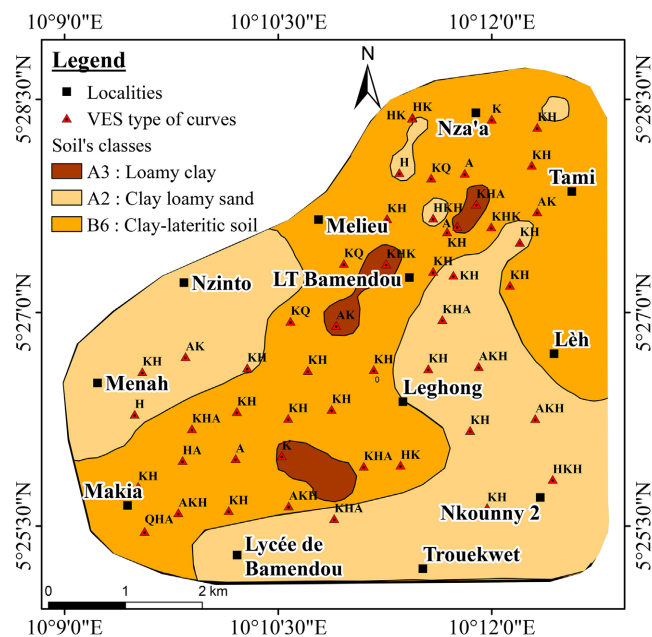 10°9'0"E 10°10'30"E 10°12'0"E
N
Legend
Localities
VES type of curves
Soil's classes
A3 : Loamy clay
A2 : Clay loamy sand
B6 : Clay-lateritic soil
5°28'30"N 5°28'30"N
HK
HK
K
Nza'a
KH
H
KQ
A
KH
Tami
KHA
AK
KH
HKH
Melieu
A
KHK
KH
KH
KQ
KHK
Nzinto
LT Bamendou
KH
KH
KH
5°27'0"N 5°27'0"N
KQ
AK
KHA
Lèh
AK
KH
KH
KH
KH
0
KH
AKH
Menah
Leghong
H
KH
KH
KH
AKH
KHA
KH
HA
A
K
KHA
HK
KH
HKH
Makia
AKH
KH
AKH
KH
Nkounny 2
QHA
KHA
5°25'30"N 5°25'30"N
Lycée de
Bamendou
Trouekwet
0 1 2 km
10°9'0"E 10°10'30"E 10°12'0"E